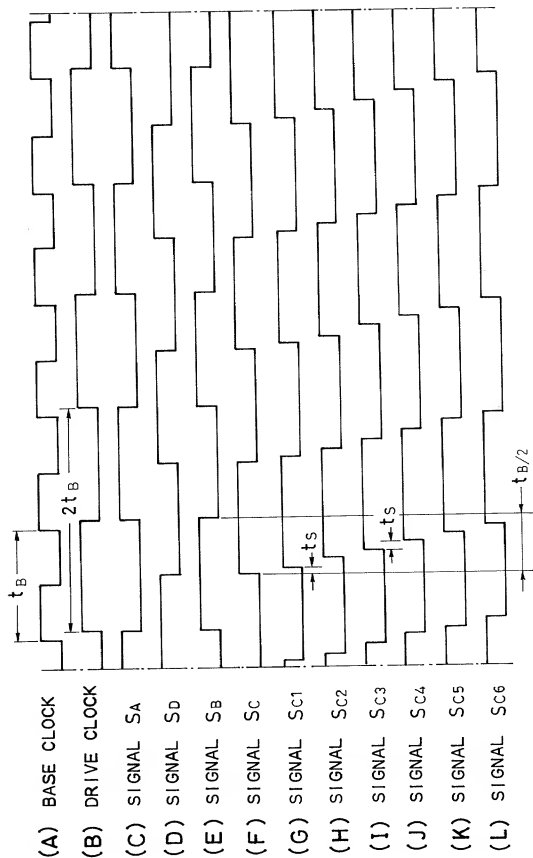 (A) BASE CLOCK
(B) DRIVE CLOCK
(C) SIGNAL SA
(D) SIGNAL SD
(E) SIGNAL SB
(F) SIGNAL SC
(G) SIGNAL SC1
(H) SIGNAL SC2
(I) SIGNAL SC3
(J) SIGNAL SC4
(K) SIGNAL SC5
(L) SIGNAL SC6
tB
2tB
tS
tS
tB/2